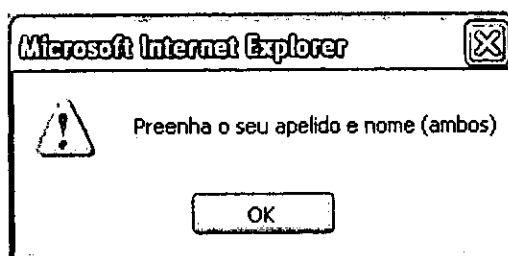 Microsoft Internet Explorer
Preenha o seu apelido e nome (ambos)
OK